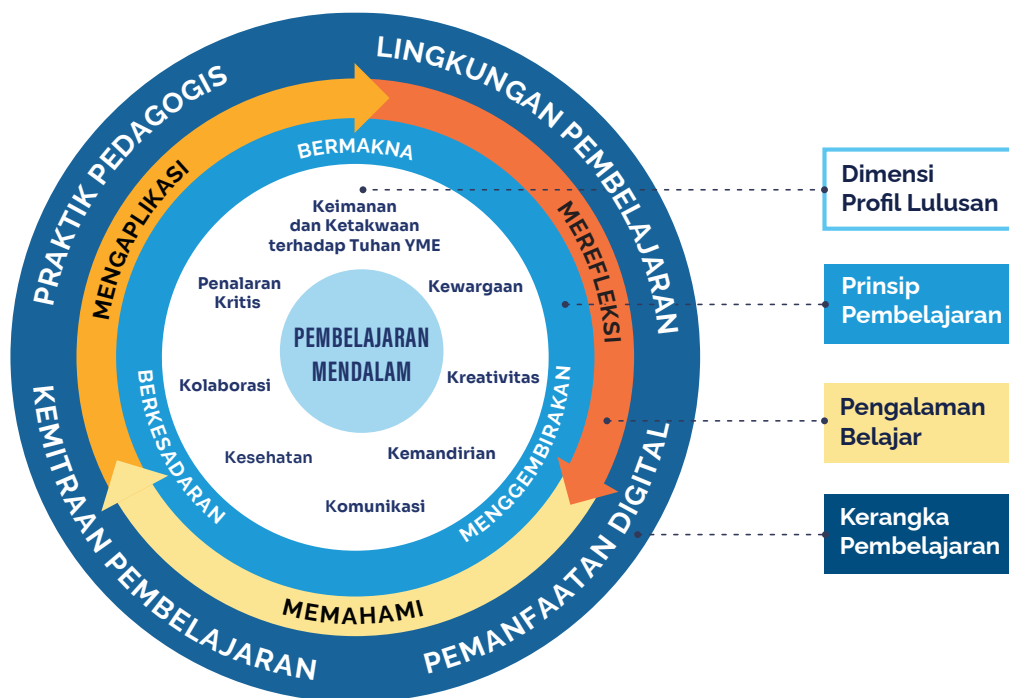 PRAKTIK PEDAGOGIS
LINGKUNGAN PEMBELAJARAN
KEMITRAAN PEMBELAJARAN
PEMANFAATAN DIGITAL
MENGAPLIKASI
MEREFLEKSI
MEMAHAMI
BERMAKNA
BERKESADARAN
MENGGEMBIRAKAN
Keimanan
dan Ketakwaan
terhadap Tuhan YME
Penalaran
Kritis
Kewargaan
PEMBELAJARAN
MENDALAM
Kolaborasi
Kreativitas
Kesehatan
Kemandirian
Komunikasi
Dimensi
Profil Lulusan
Prinsip
Pembelajaran
Pengalaman
Belajar
Kerangka
Pembelajaran